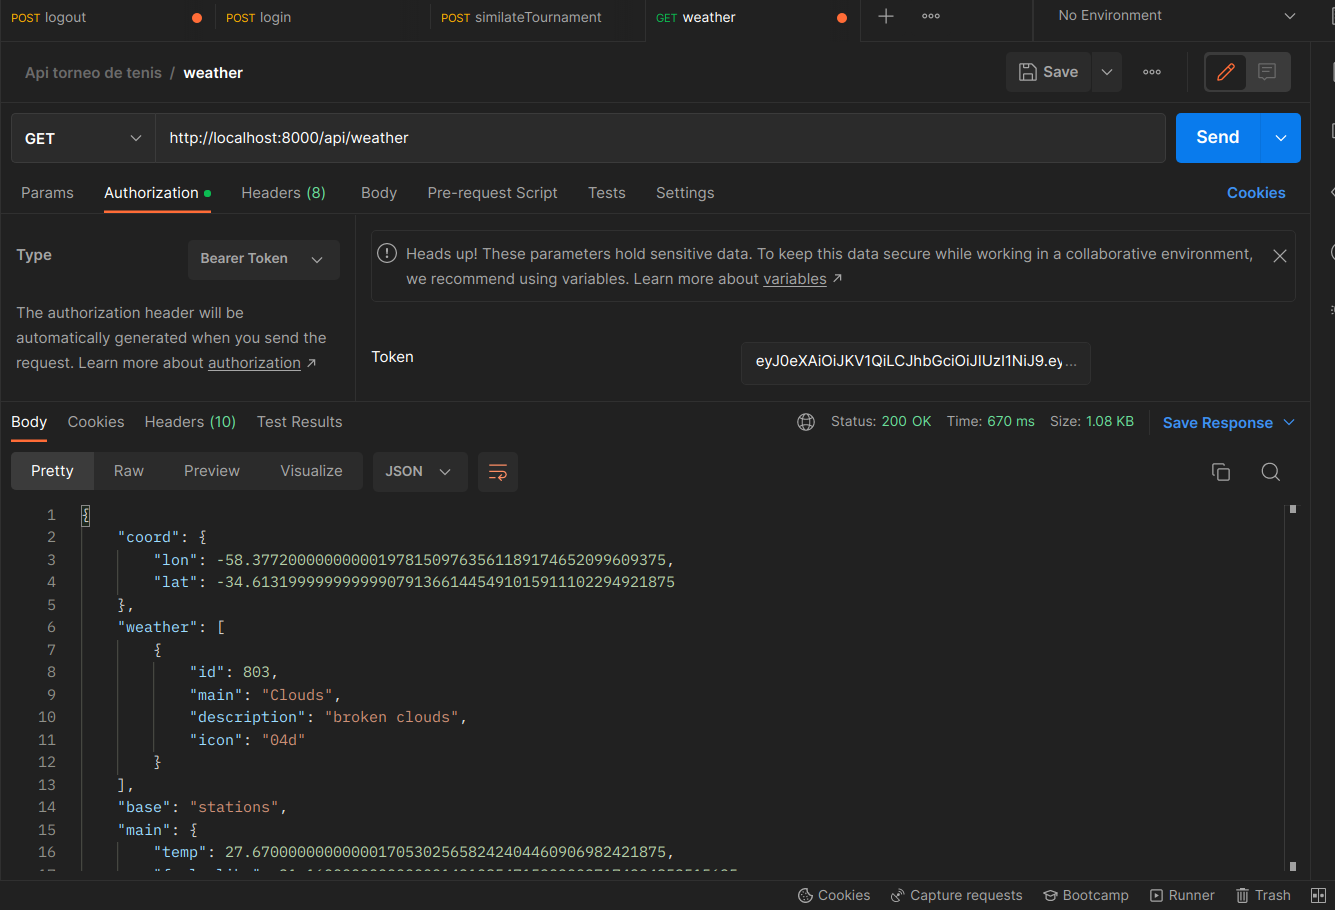 POST logout POST login POST similateTournament GET weather No Environment
Api torneo de tenis / weather Save
GET http://localhost:8000/api/weather Send
Params Authorization Headers (8) Body Pre-request Script Tests Settings Cookies
Type Bearer Token
The authorization header will be
automatically generated when you send the
request. Learn more about authorization
Heads up! These parameters hold sensitive data. To keep this data secure while working in a collaborative environment,
we recommend using variables. Learn more about variables
Token eyJ0eXAiOiJKV1QiLCJhbGciOiJIUzI1NiJ9.ey...
Body Cookies Headers (10) Test Results Status: 200 OK Time: 670 ms Size: 1.08 KB Save Response
Pretty Raw Preview Visualize JSON
1 {
2 "coord": {
3 "lon": -58.3772000000000019781509763561189174652099609375,
4 "lat": -34.61319999999999907913661445491015911102294921875
5 },
6 "weather": [
7 {
8 "id": 803,
9 "main": "Clouds",
10 "description": "broken clouds",
11 "icon": "04d"
12 }
13 ],
14 "base": "stations",
15 "main": {
16 "temp": 27.6700000000000017053025658242404460906982421875,
Cookies Capture requests Bootcamp Runner Trash